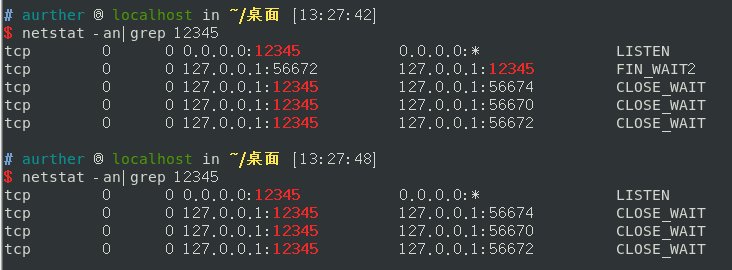 # aurther @ localhost in ~/桌面 [13:27:42]
$ netstat -an|grep 12345
tcp 0 0 0.0.0.0:12345 0.0.0.0:* LISTEN
tcp 0 0 127.0.0.1:56672 127.0.0.1:12345 FIN_WAIT2
tcp 0 0 127.0.0.1:12345 127.0.0.1:56674 CLOSE_WAIT
tcp 0 0 127.0.0.1:12345 127.0.0.1:56670 CLOSE_WAIT
tcp 0 0 127.0.0.1:12345 127.0.0.1:56672 CLOSE_WAIT
# aurther @ localhost in ~/桌面 [13:27:48]
$ netstat -an|grep 12345
tcp 0 0 0.0.0.0:12345 0.0.0.0:* LISTEN
tcp 0 0 127.0.0.1:12345 127.0.0.1:56674 CLOSE_WAIT
tcp 0 0 127.0.0.1:12345 127.0.0.1:56670 CLOSE_WAIT
tcp 0 0 127.0.0.1:12345 127.0.0.1:56672 CLOSE_WAIT